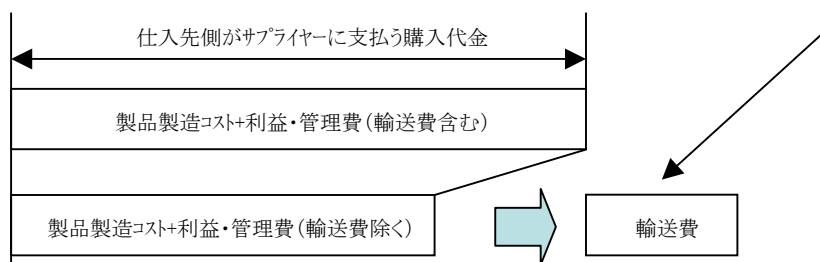 仕入先側がサプライヤーに支払う購入代金
製品製造コスト+利益・管理費(輸送費含む)
製品製造コスト+利益・管理費(輸送費除く)
輸送費